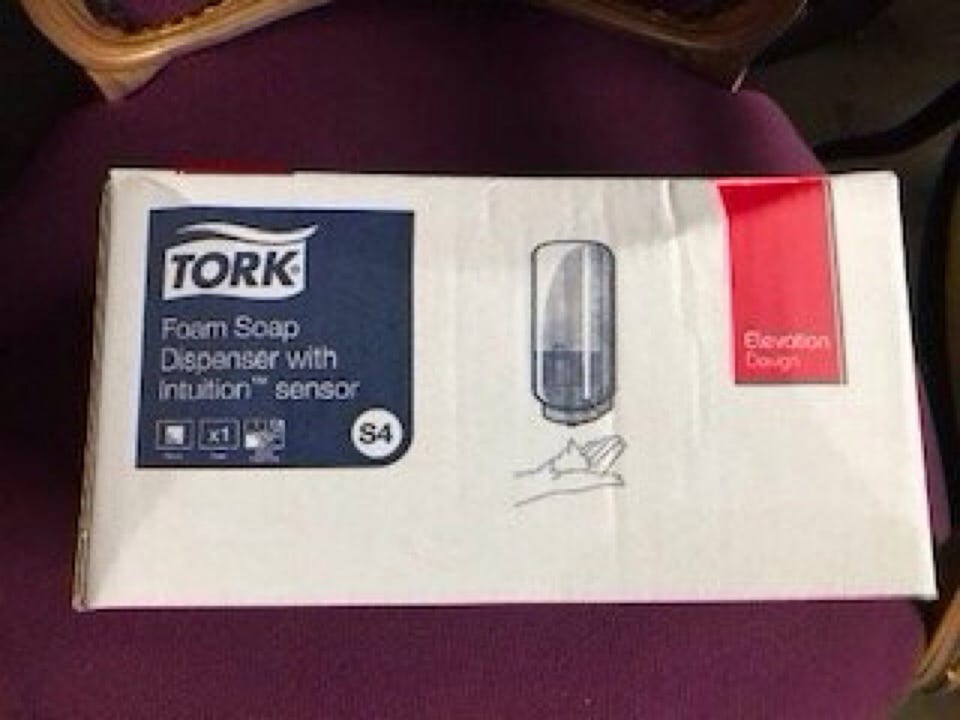 TORK®
Foam Soap
Dispenser with
Intuition™ sensor
x1
S4
Elevation
Design